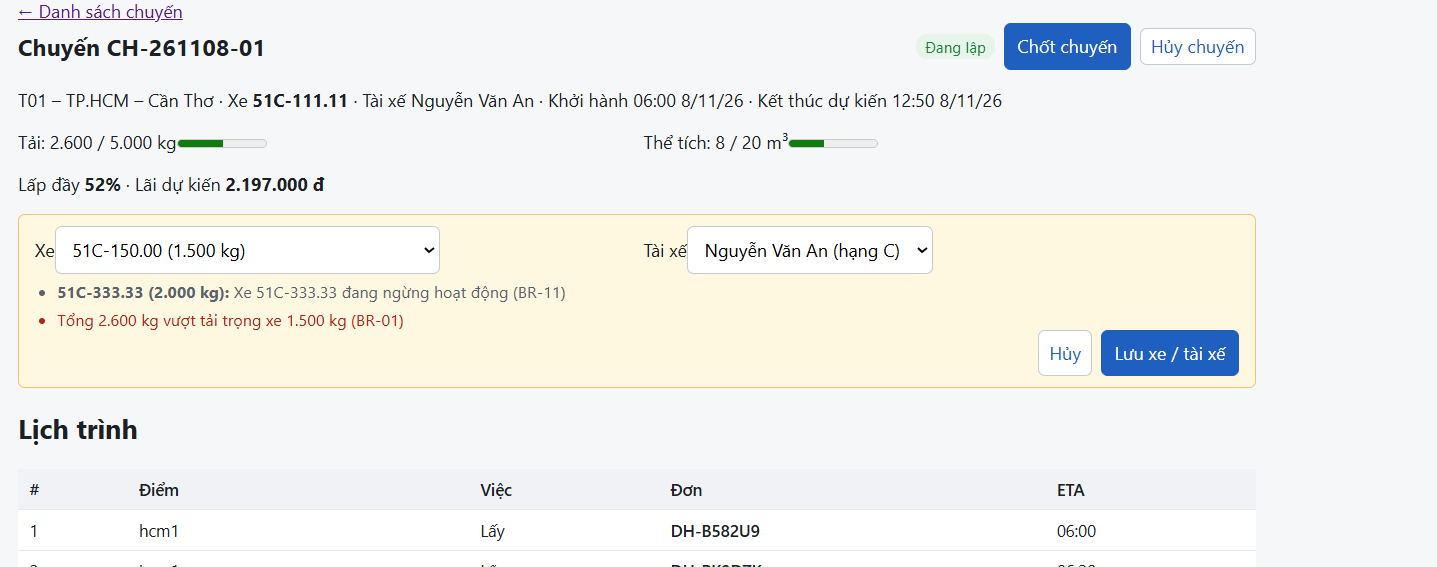 ← Danh sách chuyến
Chuyến CH-261108-01
Đang lập
Chốt chuyến
Hủy chuyến
T01 – TP.HCM – Cần Thơ · Xe 51C-111.11 · Tài xế Nguyễn Văn An · Khởi hành 06:00 8/11/26 · Kết thúc dự kiến 12:50 8/11/26
Tải: 2.600 / 5.000 kg
Thể tích: 8 / 20 m³
Lấp đầy 52% · Lãi dự kiến 2.197.000 đ
Xe 51C-150.00 (1.500 kg)
Tài xế Nguyễn Văn An (hạng C)
• 51C-333.33 (2.000 kg): Xe 51C-333.33 đang ngừng hoạt động (BR-11)
• Tổng 2.600 kg vượt tải trọng xe 1.500 kg (BR-01)
Hủy
Lưu xe / tài xế
Lịch trình
# Điểm Việc Đơn ETA
1 hcm1 Lấy DH-B582U9 06:00